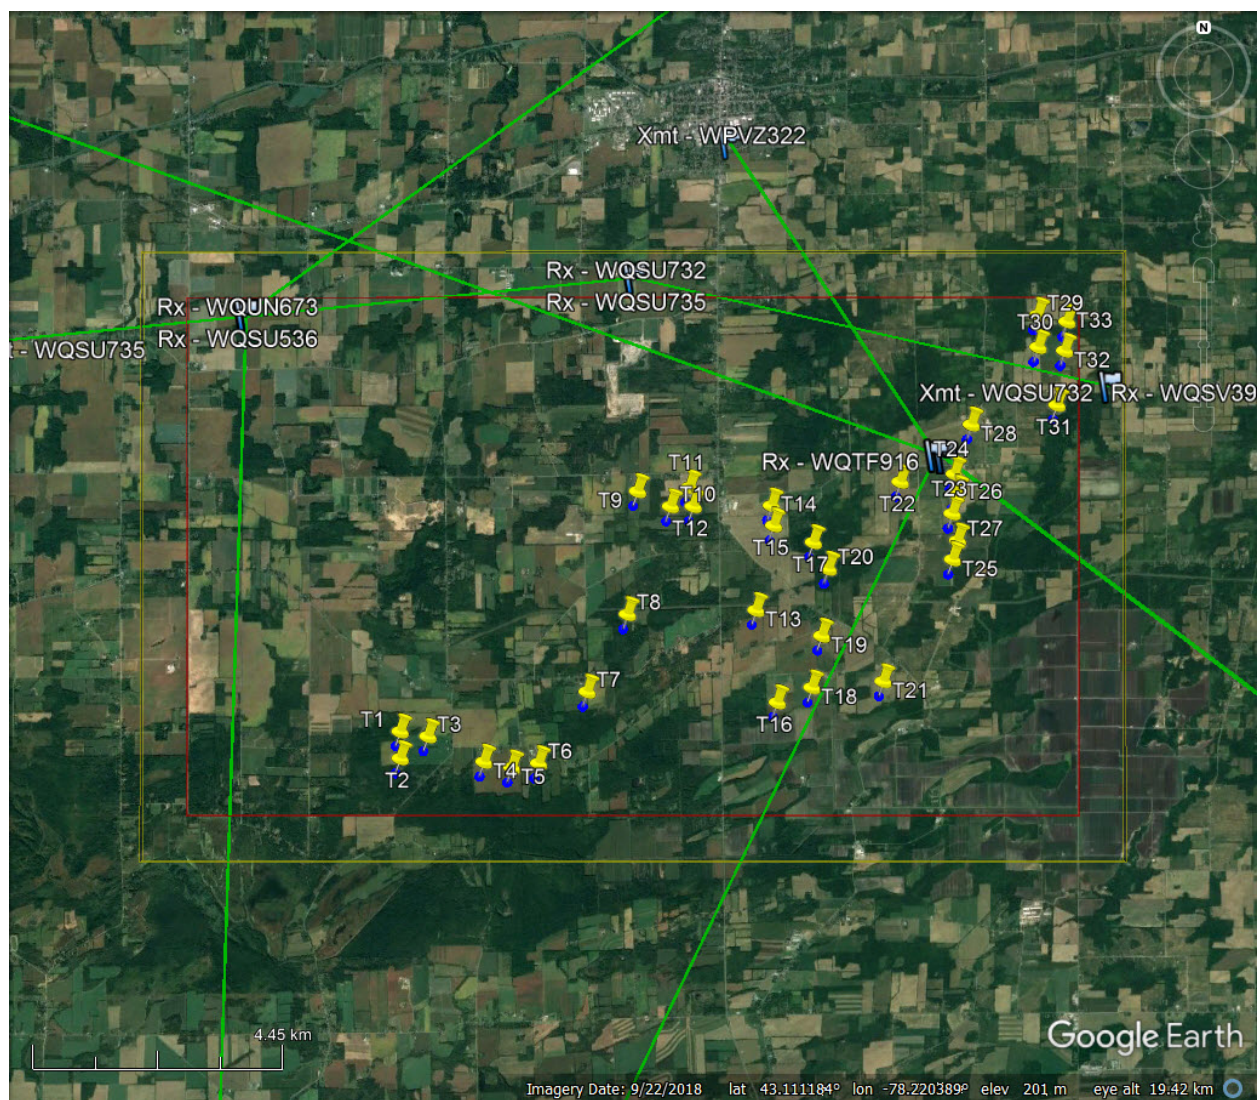 N
Xmt - WPVZ322
Rx - WQSU732
Rx - WQSU735
Rx - WQUN673
Rx - WQSU536
t - WQSU735
T29
T30
T33
T32
Xmt - WQSU732
Rx - WQSV39
T31
T28
T24
Rx - WQTF916
T23
T26
T22
T11
T9
T10
T12
T14
T27
T15
T17
T20
T25
T8
T13
T19
T7
T18
T21
T16
T1
T3
T2
T4
T6
T5
4.45 km
Google Earth
Imagery Date: 9/22/2018 lat 43.111184° lon -78.220389° elev 201 m eye alt 19.42 km